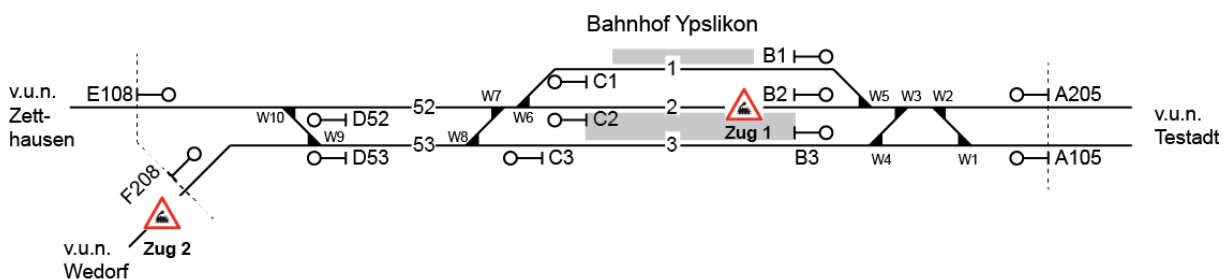 Bahnhof Ypslikon
B1
1
C1
v.u.n.
Zett-
hausen
E108
52
W7
W6
2
B2
W5
W3
W2
A205
W10
D52
C2
Zug 1
v.u.n.
Testadt
W9
53
W8
3
W4
W1
D53
C3
B3
A105
F208
v.u.n.
Wedorf
Zug 2